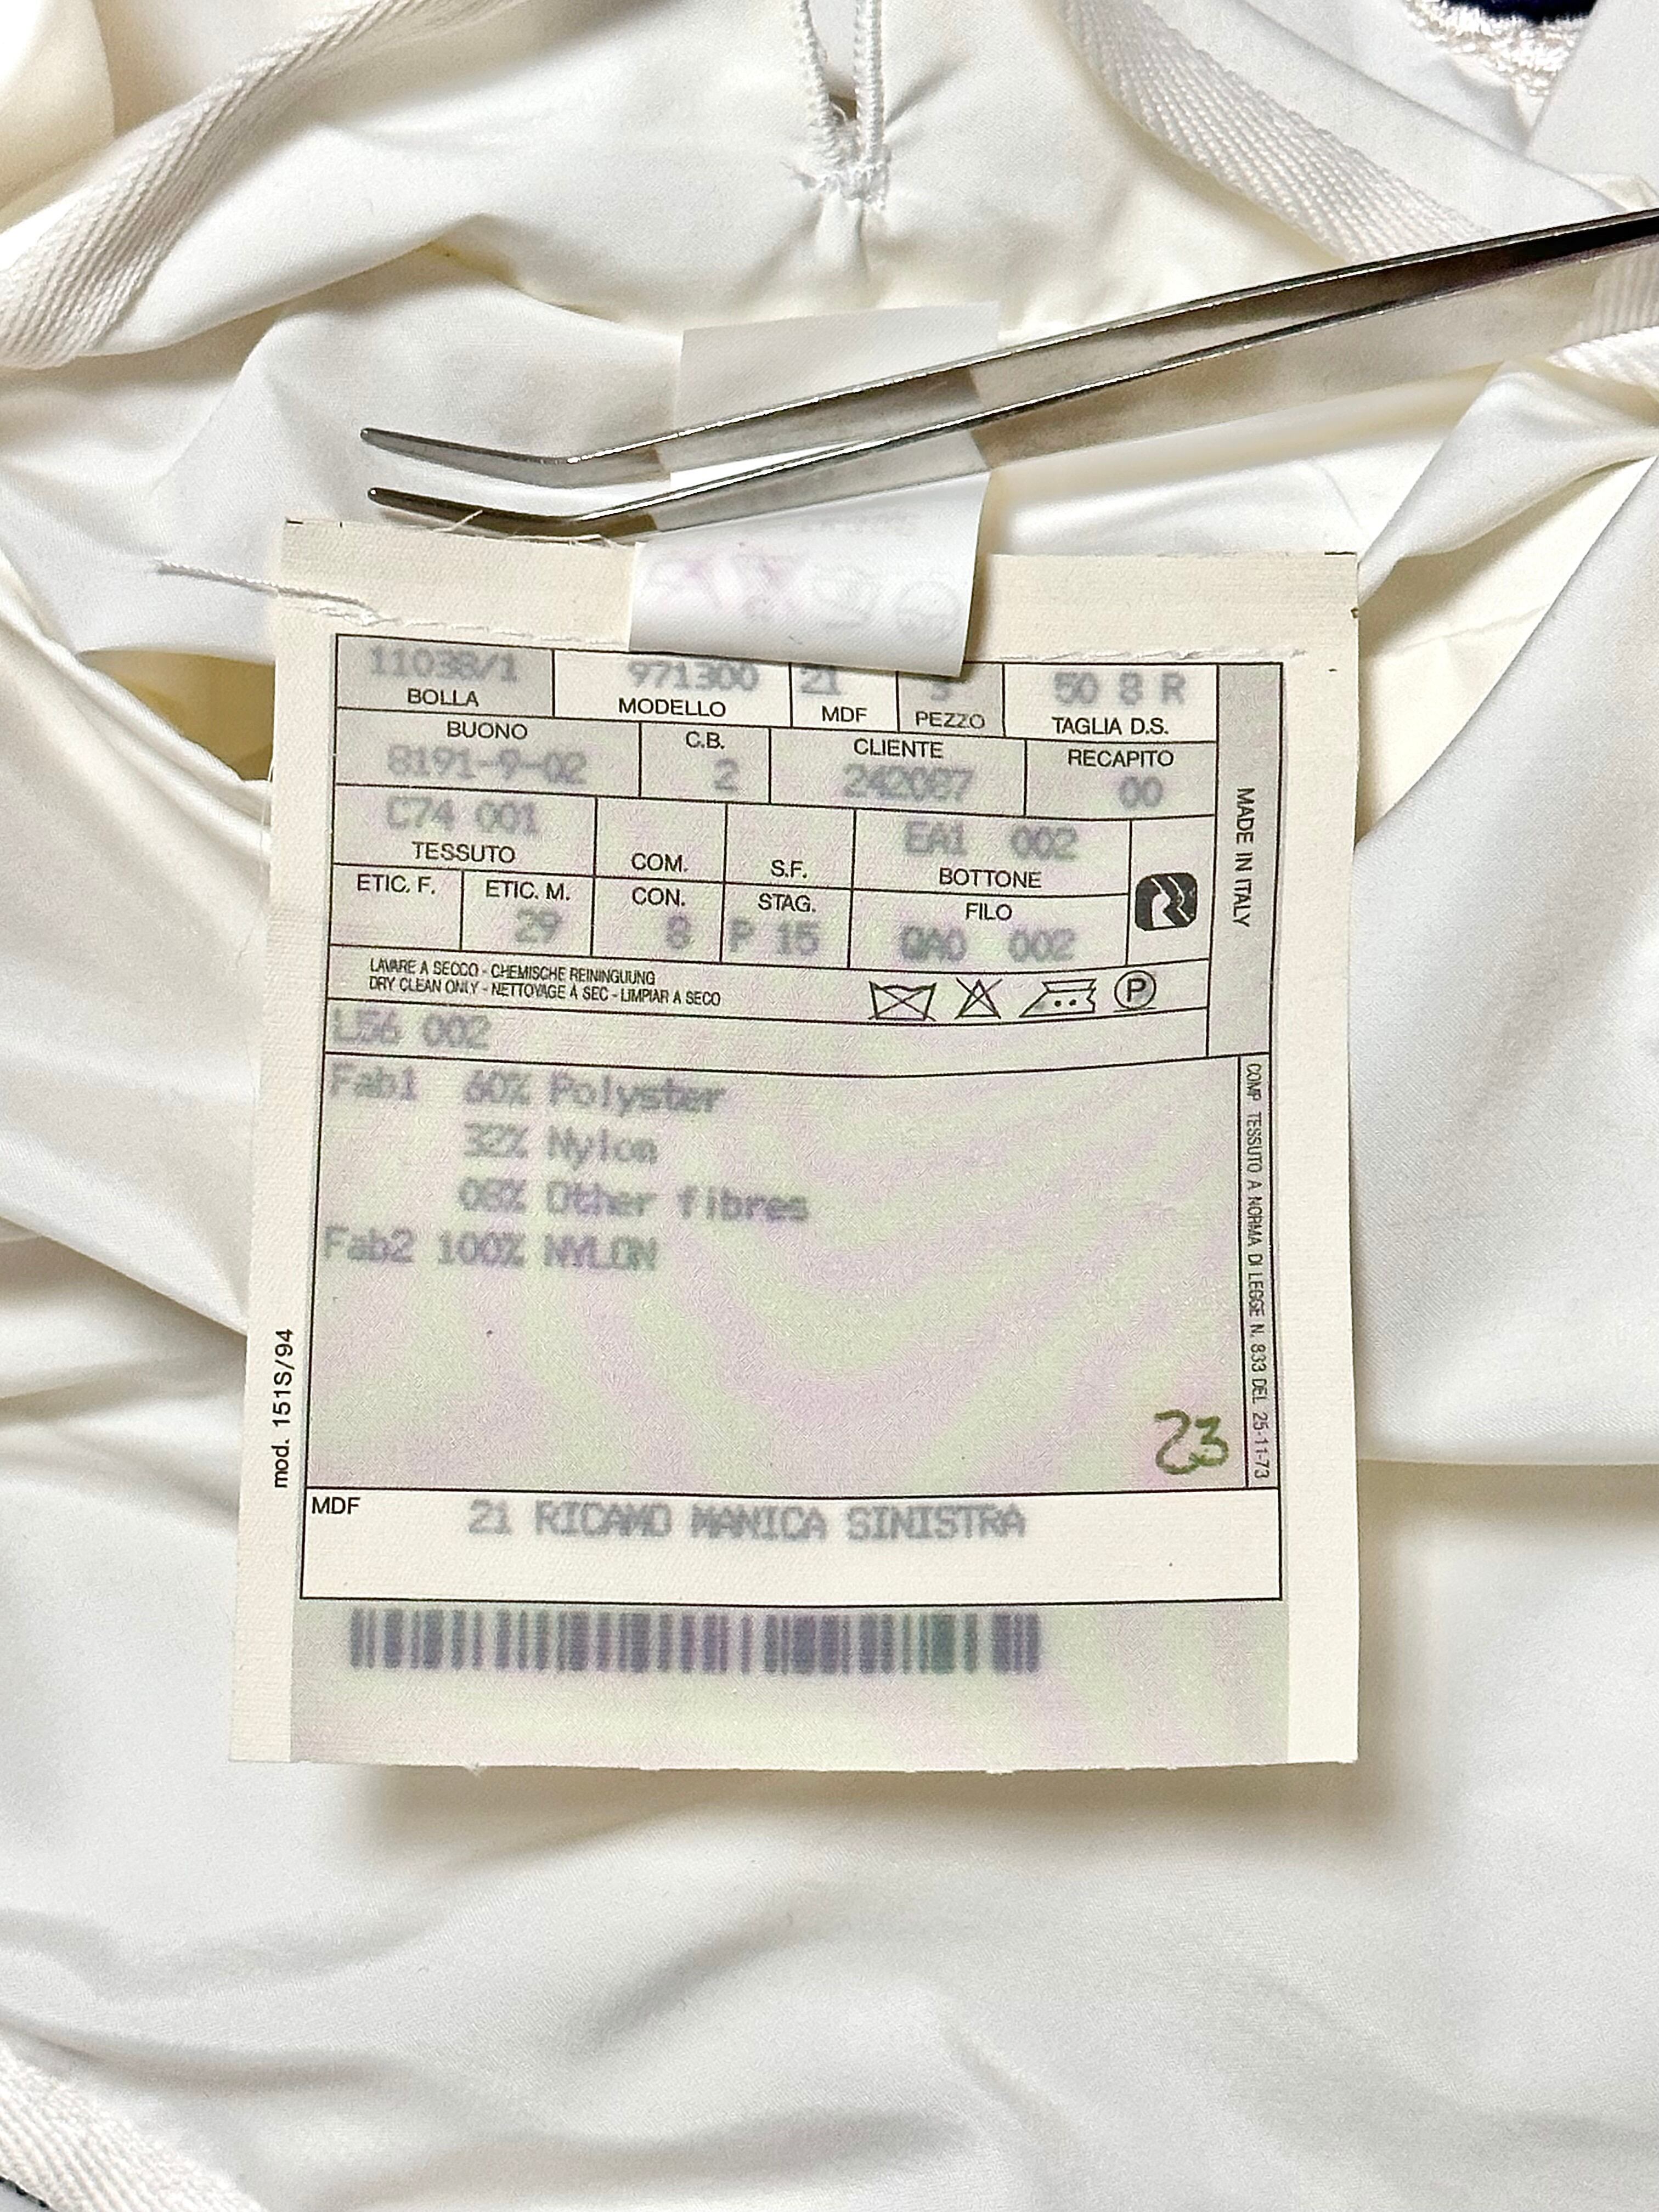 11038/1 971300 21 3 50 8 R
BOLLA MODELLO MDF PEZZO TAGLIA D.S.
BUONO C.B. CLIENTE RECAPITO
8191-9-02 2 242087 00
C74 001 EA1 002
TESSUTO COM. S.F. BOTTONE
ETIC. F. ETIC. M. CON. STAG. FILO
29 8 P 15 QA0 002
LAVARE A SECCO - CHEMISCHE REININGUUNG
DRY CLEAN ONLY - NETTOYAGE A SEC - LIMPIAR A SECO
P
U56 002
MADE IN ITALY
Fab1 60% Polyster
32% Nylon
08% Other fibres
Fab2 100% NYLON
COMP. TESSUTO A NORMA DI LEGGE N. 833 DEL 25-11-73
mod. 151S/94
23
MDF 21 RICAMO MANICA SINISTRA